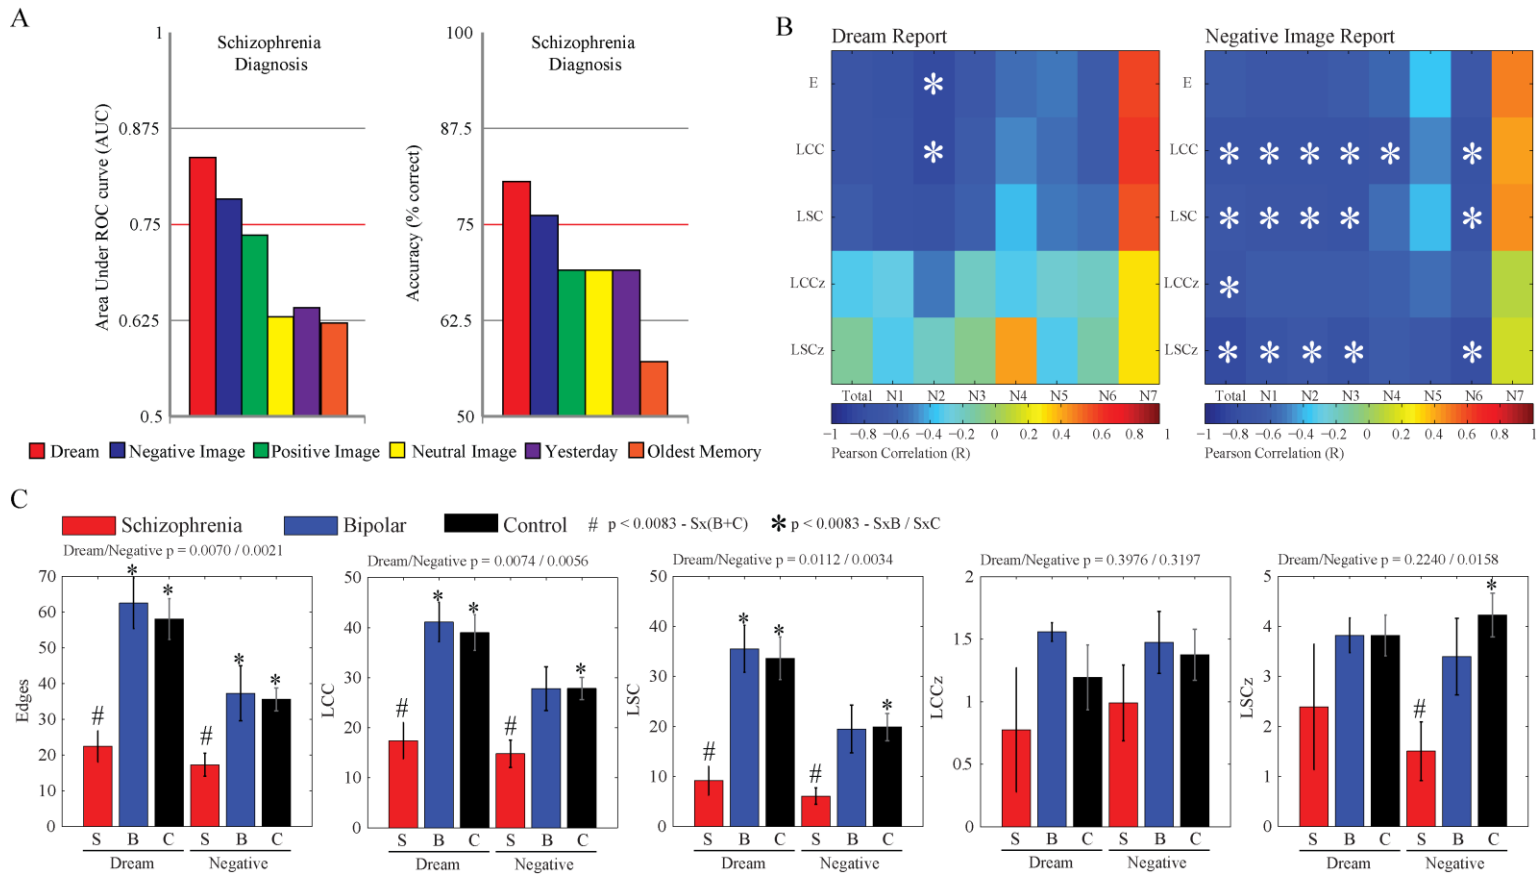 A
Schizophrenia
Diagnosis
Area Under ROC curve (AUC)
1
0.875
0.75
0.625
0.5
Schizophrenia
Diagnosis
Accuracy (% correct)
100
87.5
75
62.5
50
Dream Negative Image Positive Image Neutral Image Yesterday Oldest Memory
B
Dream Report
E
LCC
LSC
LCCz
LSCz
Total N1 N2 N3 N4 N5 N6 N7
−1 −0.8 −0.6 −0.4 −0.2 0 0.2 0.4 0.6 0.8 1
Pearson Correlation (R)
Negative Image Report
*
*
E
LCC * * * * * *
LSC * * * * *
LCCz *
LSCz * * * * *
Total N1 N2 N3 N4 N5 N6 N7
−1 −0.8 −0.6 −0.4 −0.2 0 0.2 0.4 0.6 0.8 1
Pearson Correlation (R)
C
Schizophrenia Bipolar Control # p < 0.0083 - Sx(B+C) * p < 0.0083 - SxB / SxC
Dream/Negative p = 0.0070 / 0.0021
Edges
70
60
50
40
30
20
10
0
# * * # * *
S B C S B C
Dream Negative
Dream/Negative p = 0.0074 / 0.0056
LCC
50
40
30
20
10
0
# * * # *
S B C S B C
Dream Negative
Dream/Negative p = 0.0112 / 0.0034
LSC
50
40
30
20
10
0
# * * # *
S B C S B C
Dream Negative
Dream/Negative p = 0.3976 / 0.3197
LCCz
2
1.5
1
0.5
0
S B C S B C
Dream Negative
Dream/Negative p = 0.2240 / 0.0158
LSCz
5
4
3
2
1
0
# *
S B C S B C
Dream Negative